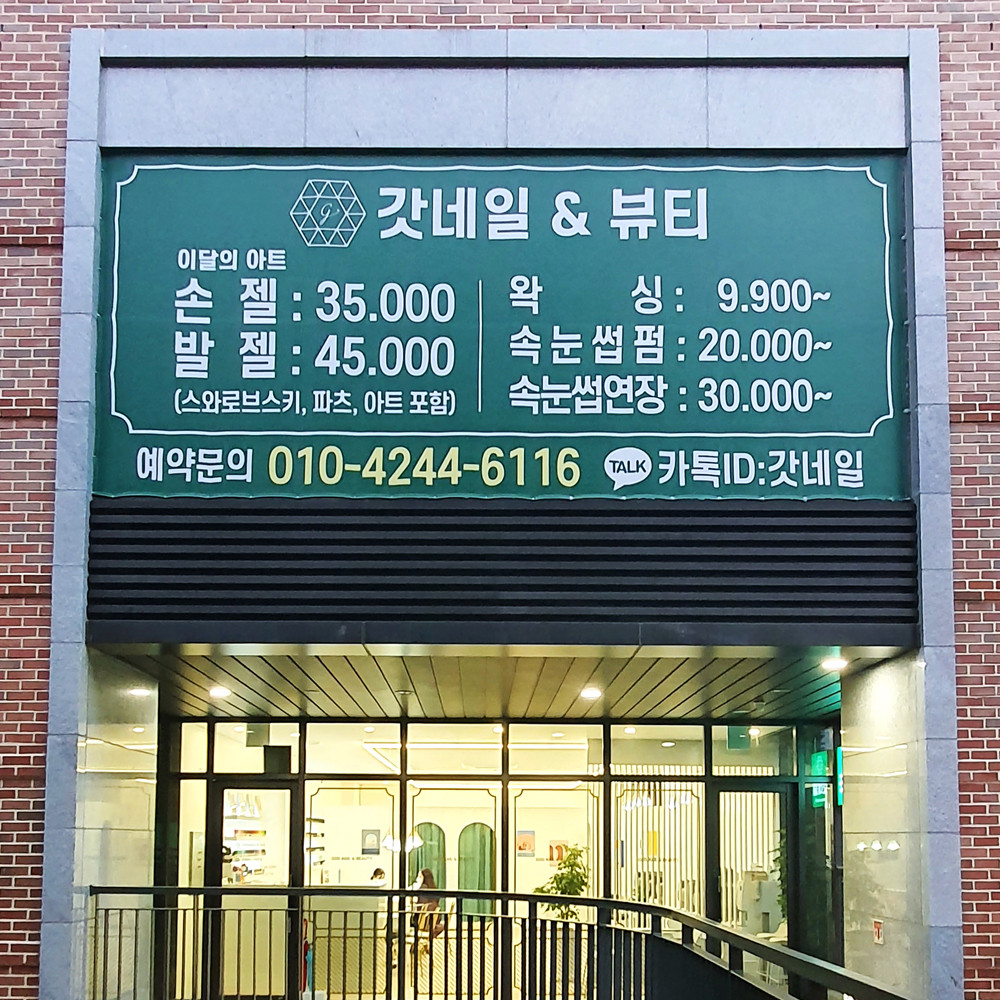 갓네일 & 뷰티
이달의 아트
손 젤 : 35.000
발 젤 : 45.000
(스와로브스키, 파츠, 아트 포함)
왁 싱 : 9.900~
속눈썹펌 : 20.000~
속눈썹연장 : 30.000~
예약문의 010-4244-6116 TALK 카톡ID:갓네일